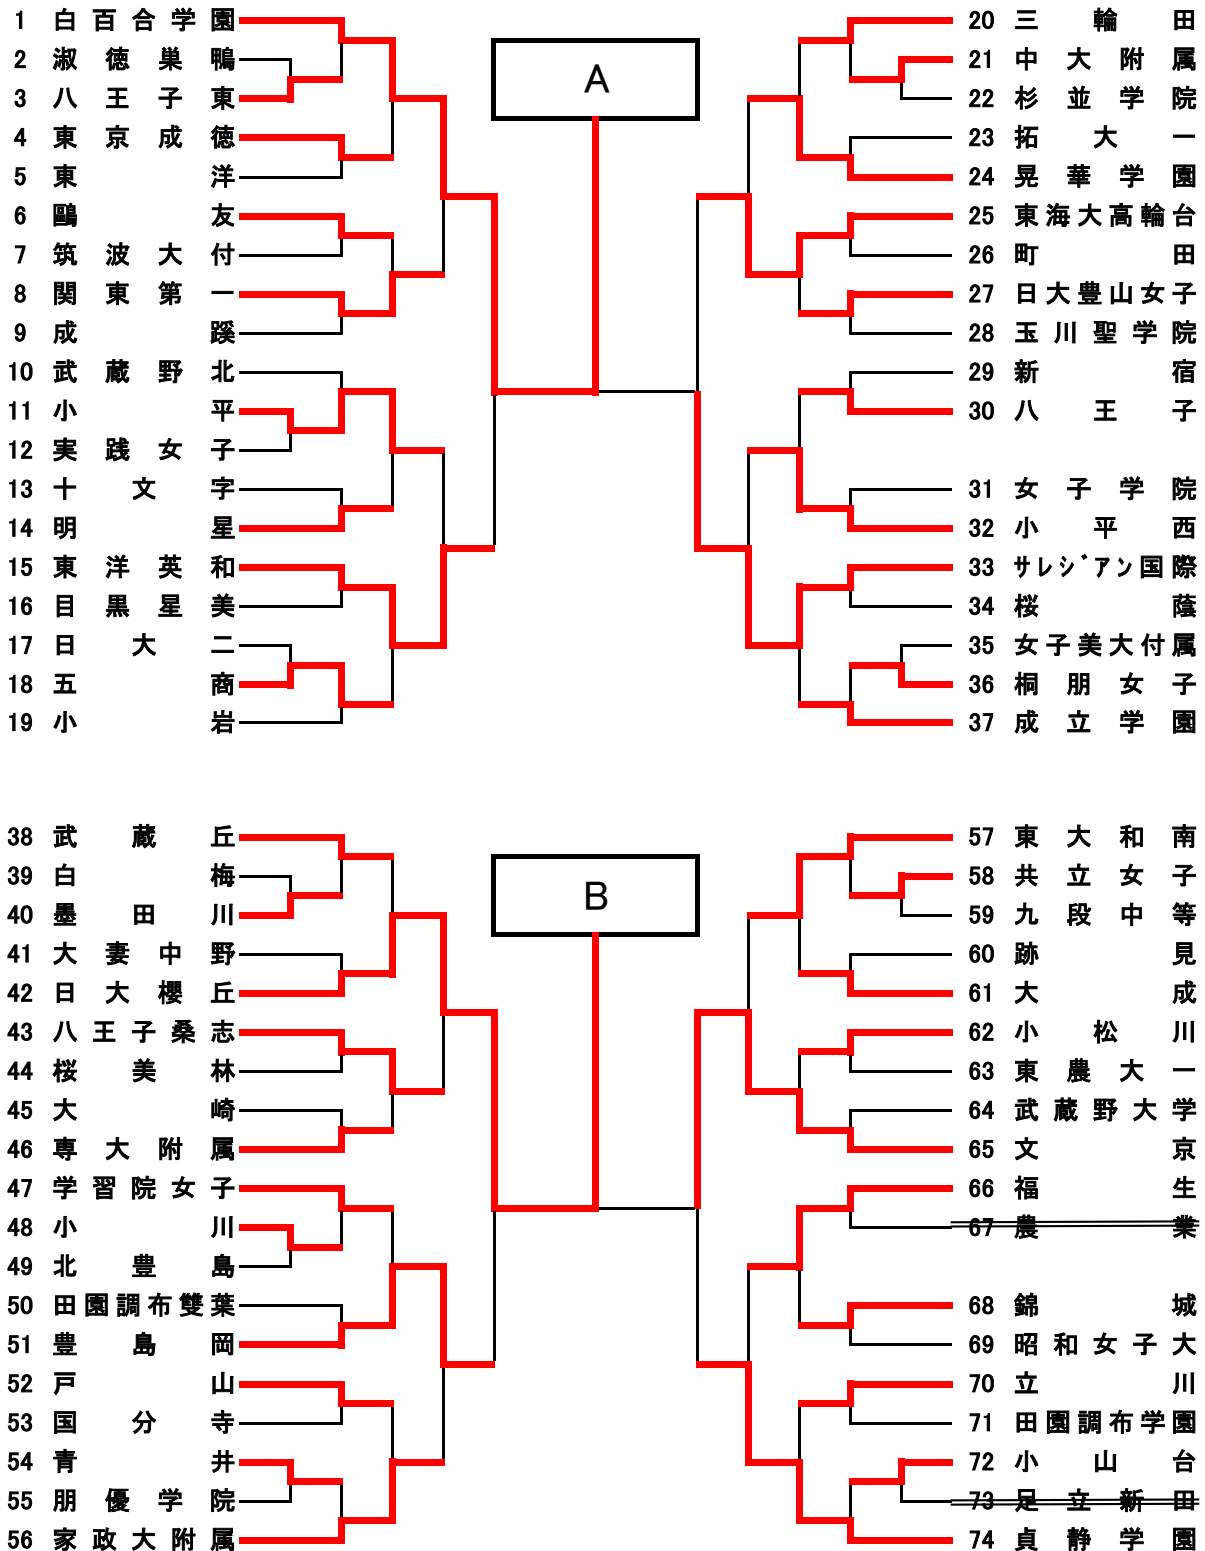 A
1 白百合学園
2 淑徳巣鴨
3 八王子東
4 東京成徳
5 東洋
6 鷗友
7 筑波大付
8 関東第一
9 成蹊
10 武蔵野北
11 小平
12 実践女子
13 十文字
14 明星
15 東洋英和
16 目黒星美
17 日大二
18 五商
19 小岩
20 三輪田
21 中大附属
22 杉並学院
23 拓大一
24 晃華学園
25 東海大高輪台
26 町田
27 日大豊山女子
28 玉川聖学院
29 新宿
30 八王子
31 女子学院
32 小平西
33 サレジアン国際
34 桜蔭
35 女子美大付属
36 桐朋女子
37 成立学園
B
38 武蔵丘
39 白梅
40 墨田川
41 大妻中野
42 日大櫻丘
43 八王子桑志
44 桜美林
45 大崎
46 専大附属
47 学習院女子
48 小川
49 北豊島
50 田園調布雙葉
51 豊島岡
52 戸山
53 国分寺
54 青井
55 朋優学院
56 家政大附属
57 東大和南
58 共立女子
59 九段中等
60 跡見
61 大成
62 小松川
63 東農大一
64 武蔵野大学
65 文京
66 福生
67 農業
68 錦城
69 昭和女子大
70 立川
71 田園調布学園
72 小山台
73 足立新田
74 貞静学園